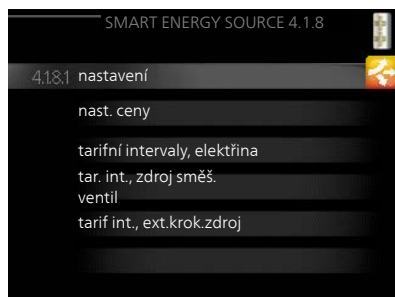 SMART ENERGY SOURCE 4.1.8
4.1.8.1 nastavení
nast. ceny
tarifní intervaly, elektřina
tar. int., zdroj směš.
ventil
tarif int., ext.krok.zdroj